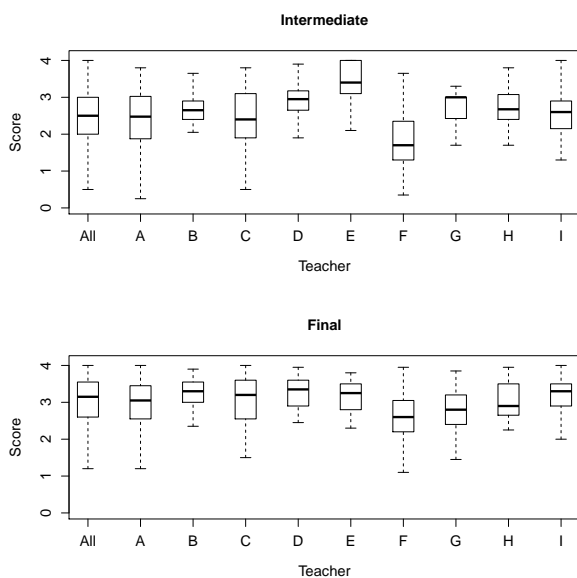 Intermediate
Score
4
3
2
1
0
All A B C D E F G H I
Teacher
Final
Score
4
3
2
1
0
All A B C D E F G H I
Teacher